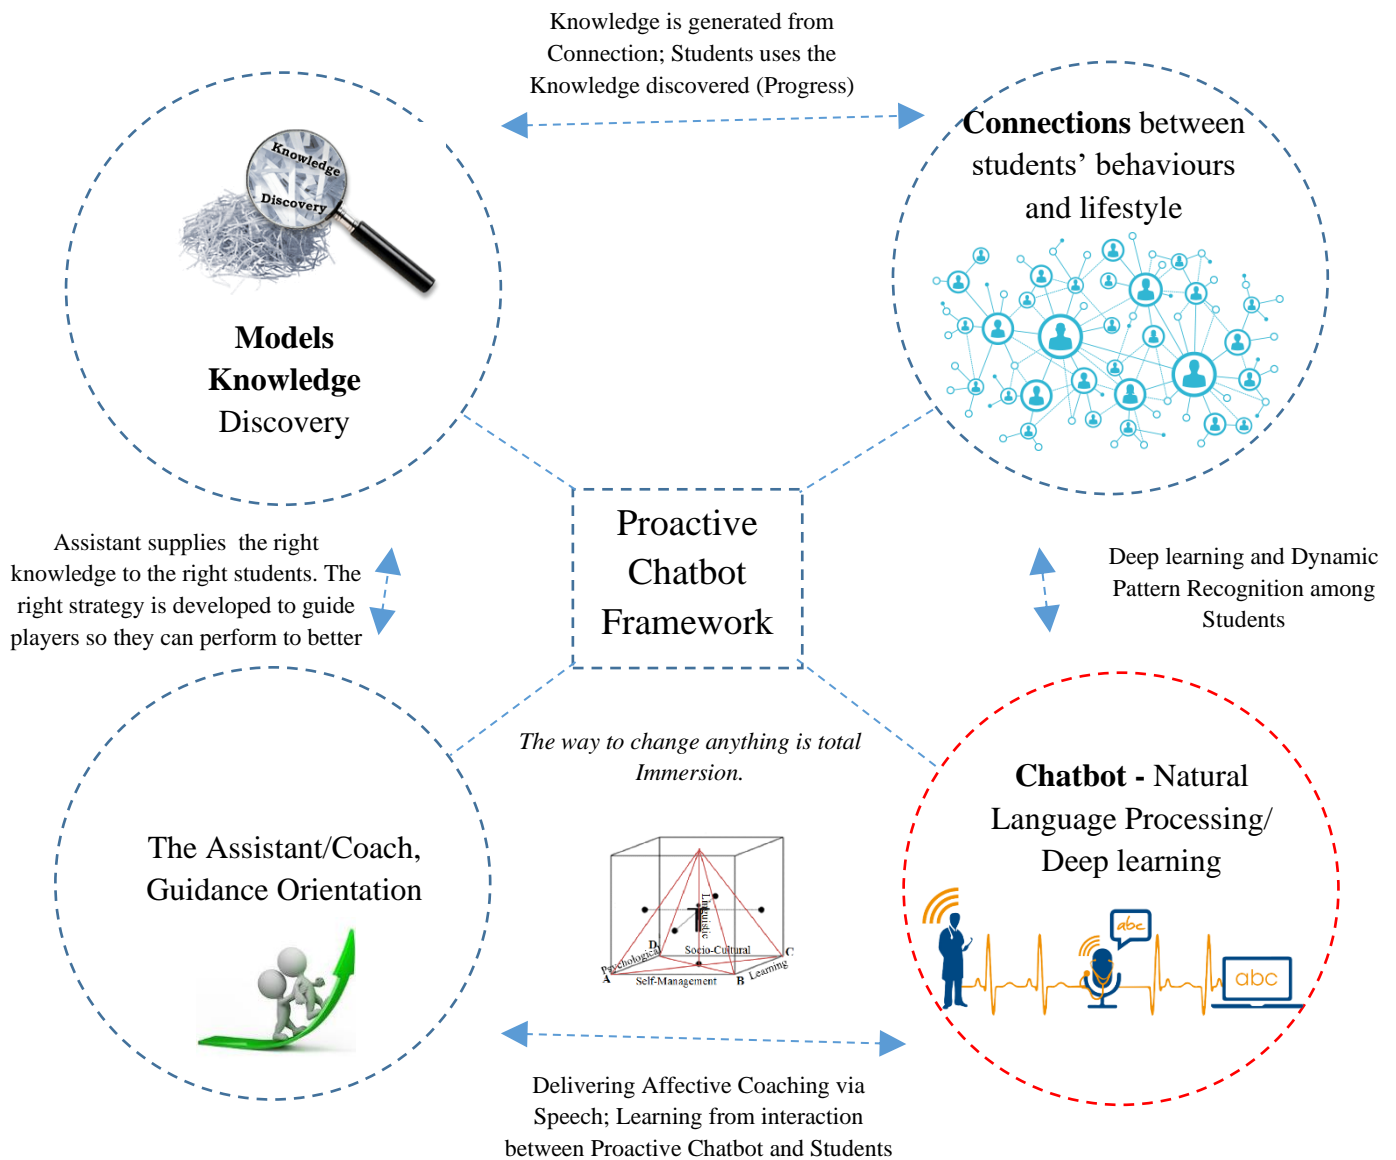 Knowledge is generated from
Connection; Students uses the
Knowledge discovered (Progress)
Knowledge
Discovery
Models
Knowledge
Discovery
Connections between
students’ behaviours
and lifestyle
Assistant supplies  the right
knowledge to the right students. The
right strategy is developed to guide
players so they can perform to better
Proactive
Chatbot
Framework
Deep learning and Dynamic
Pattern Recognition among
Students
The way to change anything is total
Immersion.
The Assistant/Coach,
Guidance Orientation
Linguistic
D
Socio-Cultural
C
Psychological
Learning
A
Self-Management
B
Chatbot - Natural
Language Processing/
Deep learning
abc
abc
Delivering Affective Coaching via
Speech; Learning from interaction
between Proactive Chatbot and Students